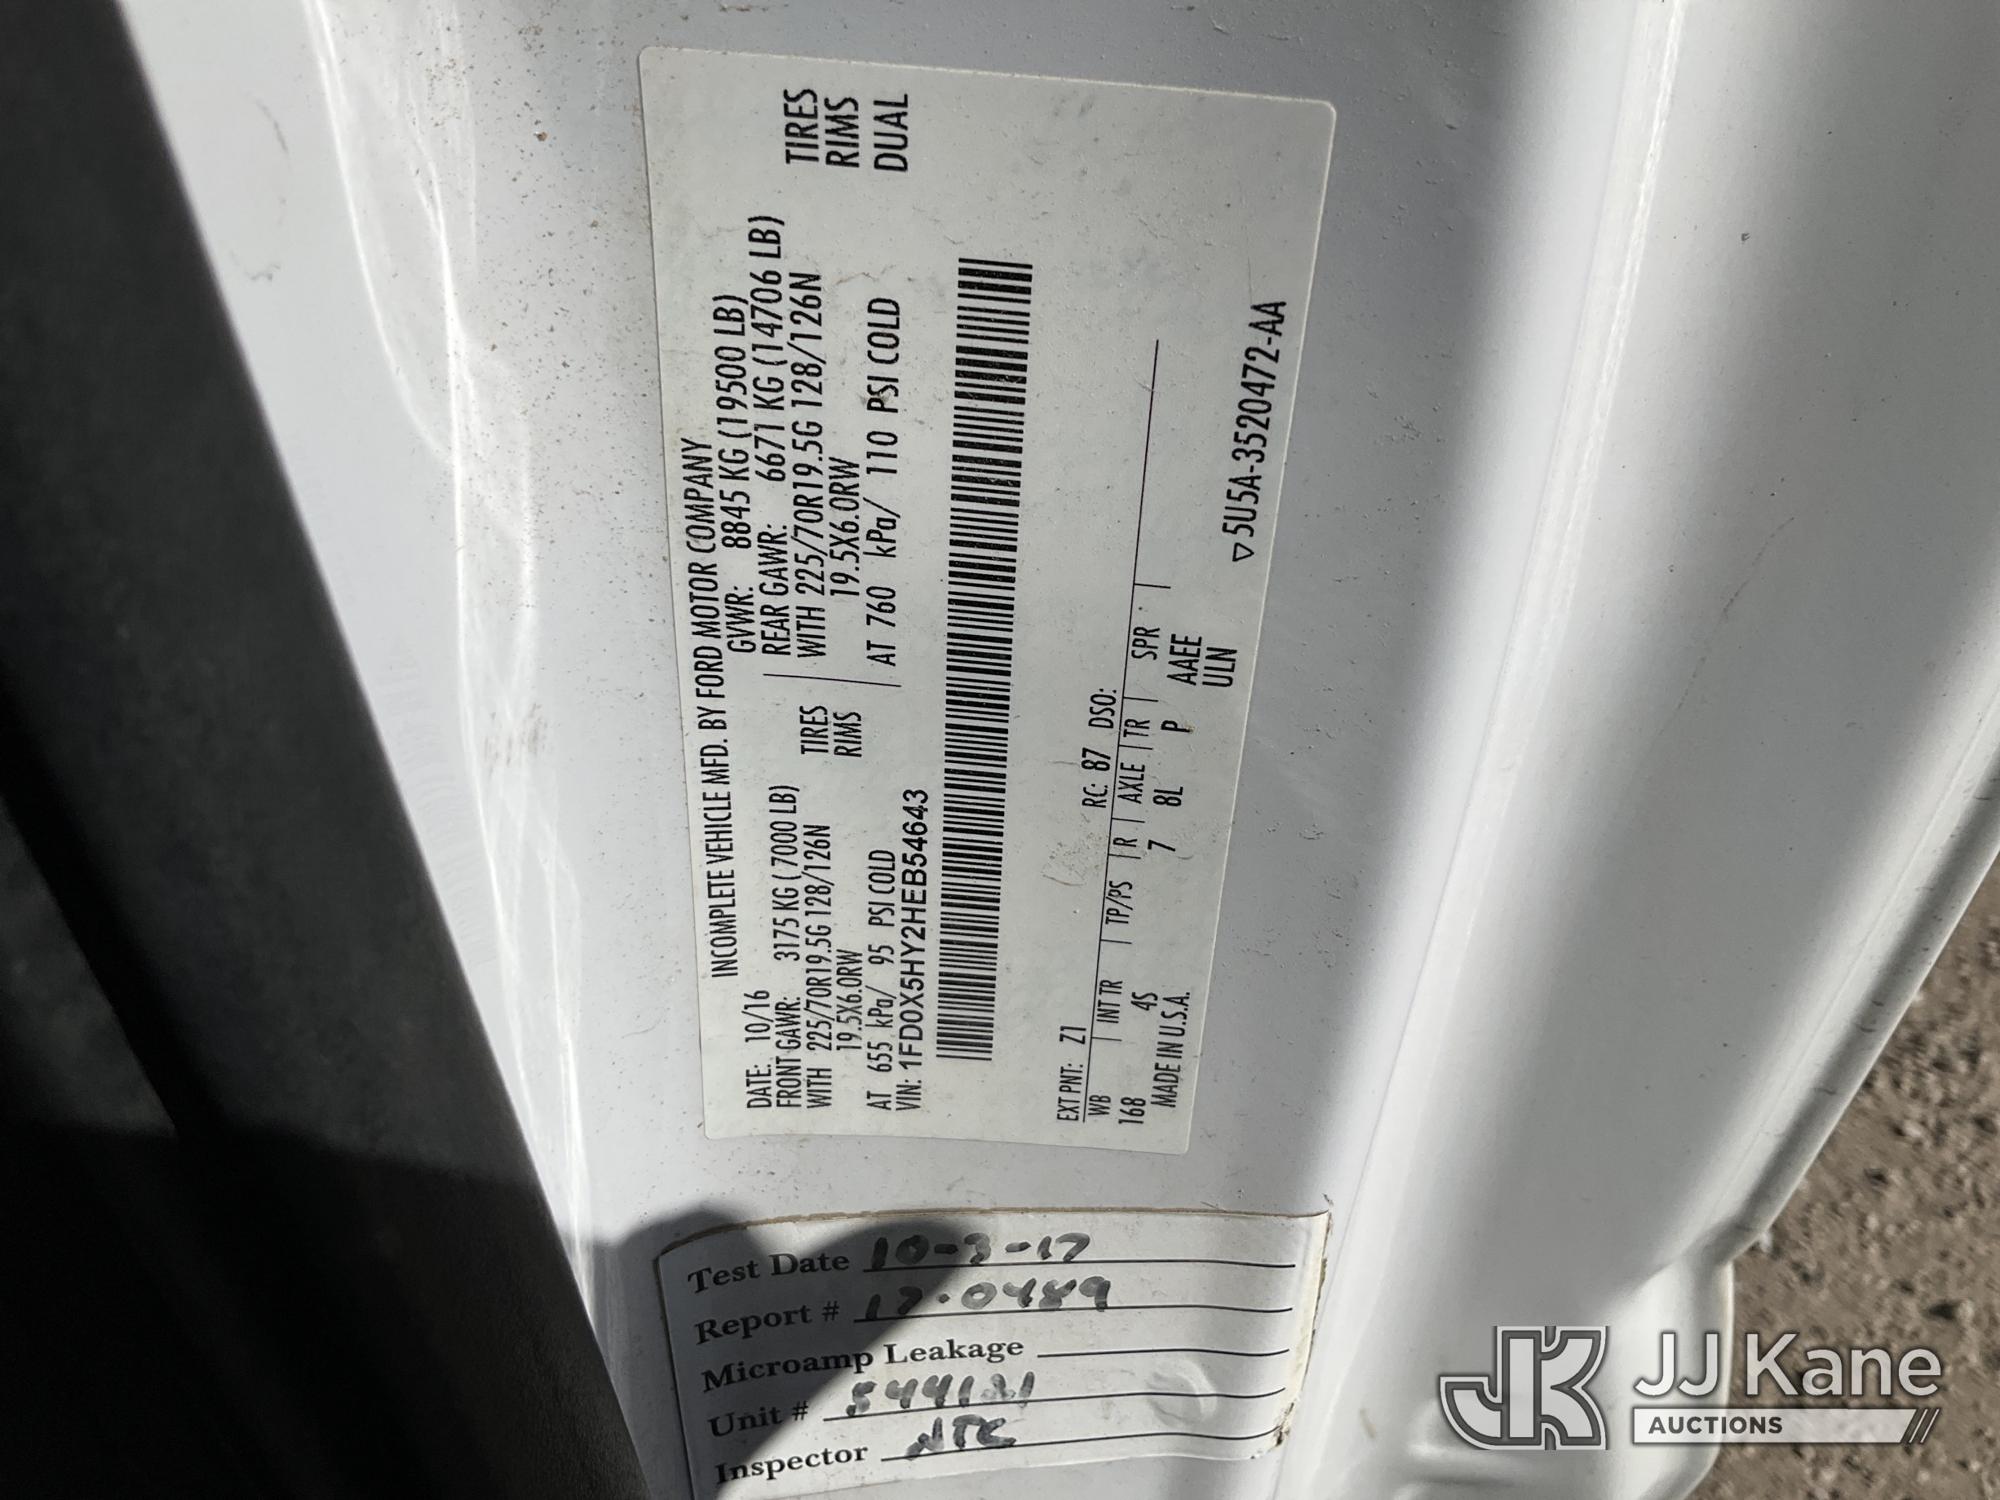 INCOMPLETE VEHICLE MFD. BY FORD MOTOR COMPANY
DATE: 10/16 GVWR: 8845 KG (19500 LB)
FRONT GAWR: 3175 KG ( 7000 LB) REAR GAWR: 6671 KG (14706 LB)
WITH 225/70R19.5G 128/126N TIRES WITH 225/70R19.5G 128/126N TIRES
19.5X6.0RW RIMS 19.5X6.0RW RIMS
AT 655 kPa/ 95 PSI COLD AT 760 kPa/ 110 PSI COLD DUAL
VIN: 1FD0X5HY2HEB54643
EXT PNT: Z1 RC: 87 DSO:
WB INT TR TP/PS R AXLE TR SPR
168 4S 7 8L P AAEE
MADE IN U.S.A. ULN
▽5U5A-3520472-AA
Test Date 10-3-17
Report # 17-0489
Microamp Leakage
Unit # 544131
Inspector
JK JJ Kane
AUCTIONS